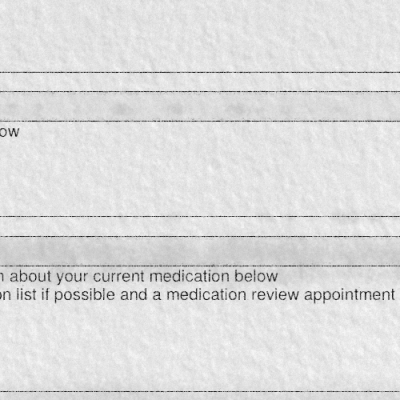 ow
about your current medication below
on list if possible and a medication review appointment